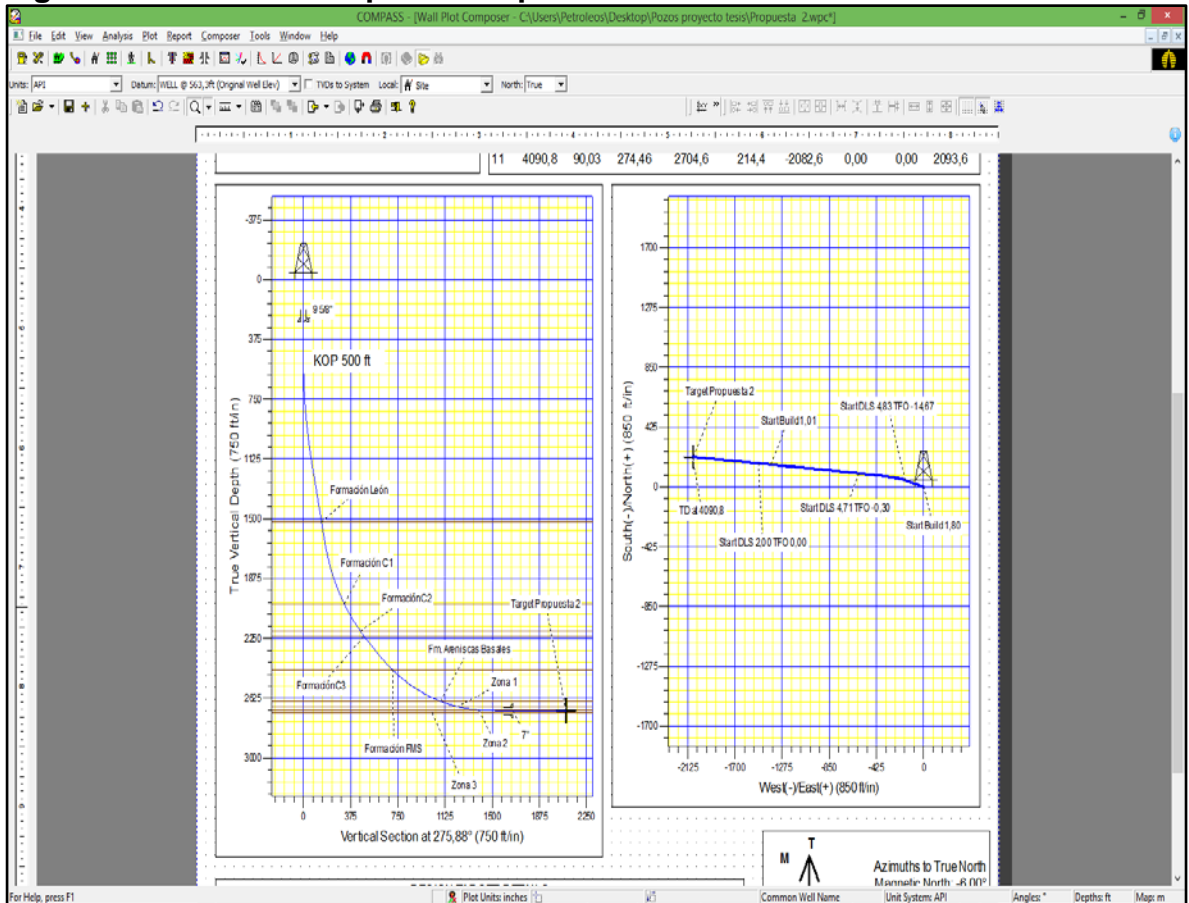 COMPASS - [Wall Plot Composer - C:\Users\Petroleos\Desktop\Pozos proyecto tesis\Propuesta 2.wpc*]
File Edit View Analysis Plot Report Composer Tools Window Help
Units: API Datum: WELL @ 563,3ft (Original Well Elev) TVDs to System Local: Site North: True
11 4090,8 90,03 274,46 2704,6 214,4 -2082,6 0,00 0,00 2093,6
-375
0
9 5/8"
375
KOP 500 ft
750
1125
Formación León
1500
Formación C1
1875
Formación C2
Target Propuesta 2
2250
Fm. Areniscas Basales
Formación C3
Zona 1
2625
7"
Formación FMS
Zona 2
3000
Zona 3
True Vertical Depth (750 ft/in)
0 375 750 1125 1500 1875 2250
Vertical Section at 275,88° (750 ft/in)
1700
1275
850
Target Propuesta 2
Start DLS 4,83 TFO -14,67
Start Build 1,01
425
0
TD at 4090,8
Start DLS 4,71 TFO -0,30
Start Build 1,80
Start DLS 2,00 TFO 0,00
-425
-850
-1275
-1700
South(-)/North(+) (850 ft/in)
-2125 -1700 -1275 -850 -425 0
West(-)/East(+) (850 ft/in)
T
M
Azimuths to True North
Magnetic North: -6,00°
For Help, press F1 Plot Units: inches Common Well Name Unit System: API Angles: ° Depths: ft Map: m